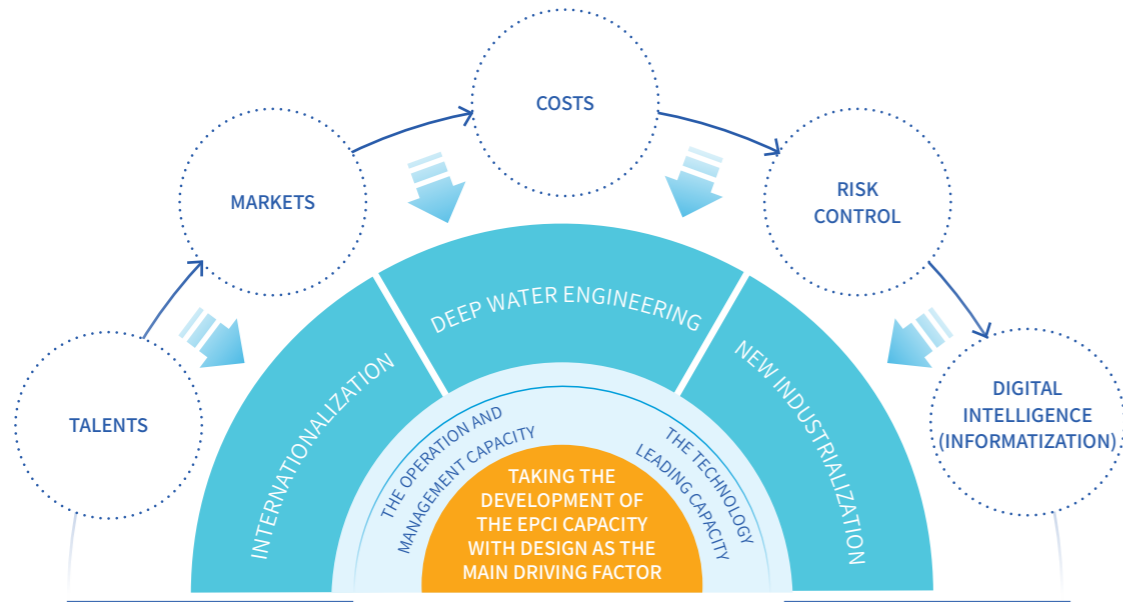 COSTS
MARKETS
RISK
CONTROL
TALENTS
DIGITAL
INTELLIGENCE
(INFORMATIZATION)
INTERNATIONALIZATION
DEEP WATER ENGINEERING
NEW INDUSTRIALIZATION
THE OPERATION AND
MANAGEMENT CAPACITY
THE TECHNOLOGY
LEADING CAPACITY
TAKING THE
DEVELOPMENT OF
THE EPCI CAPACITY
WITH DESIGN AS THE
MAIN DRIVING FACTOR